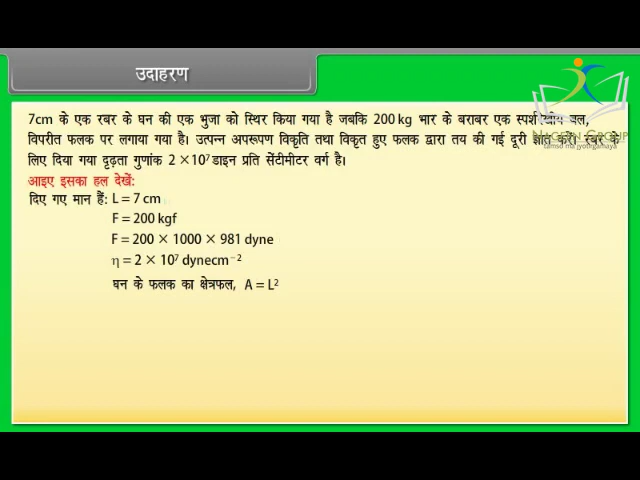 उदाहरण
7cm के एक रबर के घन की एक भुजा को स्थिर किया गया है जबकि 200 kg भार के बराबर एक स्पर्शरेखीय बल,
विपरीत फलक पर लगाया गया है। उत्पन्न अपरूपण विकृति तथा विकृत हुए फलक द्वारा तय की गई दूरी ज्ञात करो। रबर के
लिए दिया गया दृढ़ता गुणांक 2 × 10⁷ डाइन प्रति सेंटीमीटर वर्ग है।
आइए इसका हल देखें:
दिए गए मान हैं: L = 7 cm
F = 200 kgf
F = 200 × 1000 × 981 dyne
η = 2 × 10⁷ dynecm⁻²
घन के फलक का क्षेत्रफल, A = L²